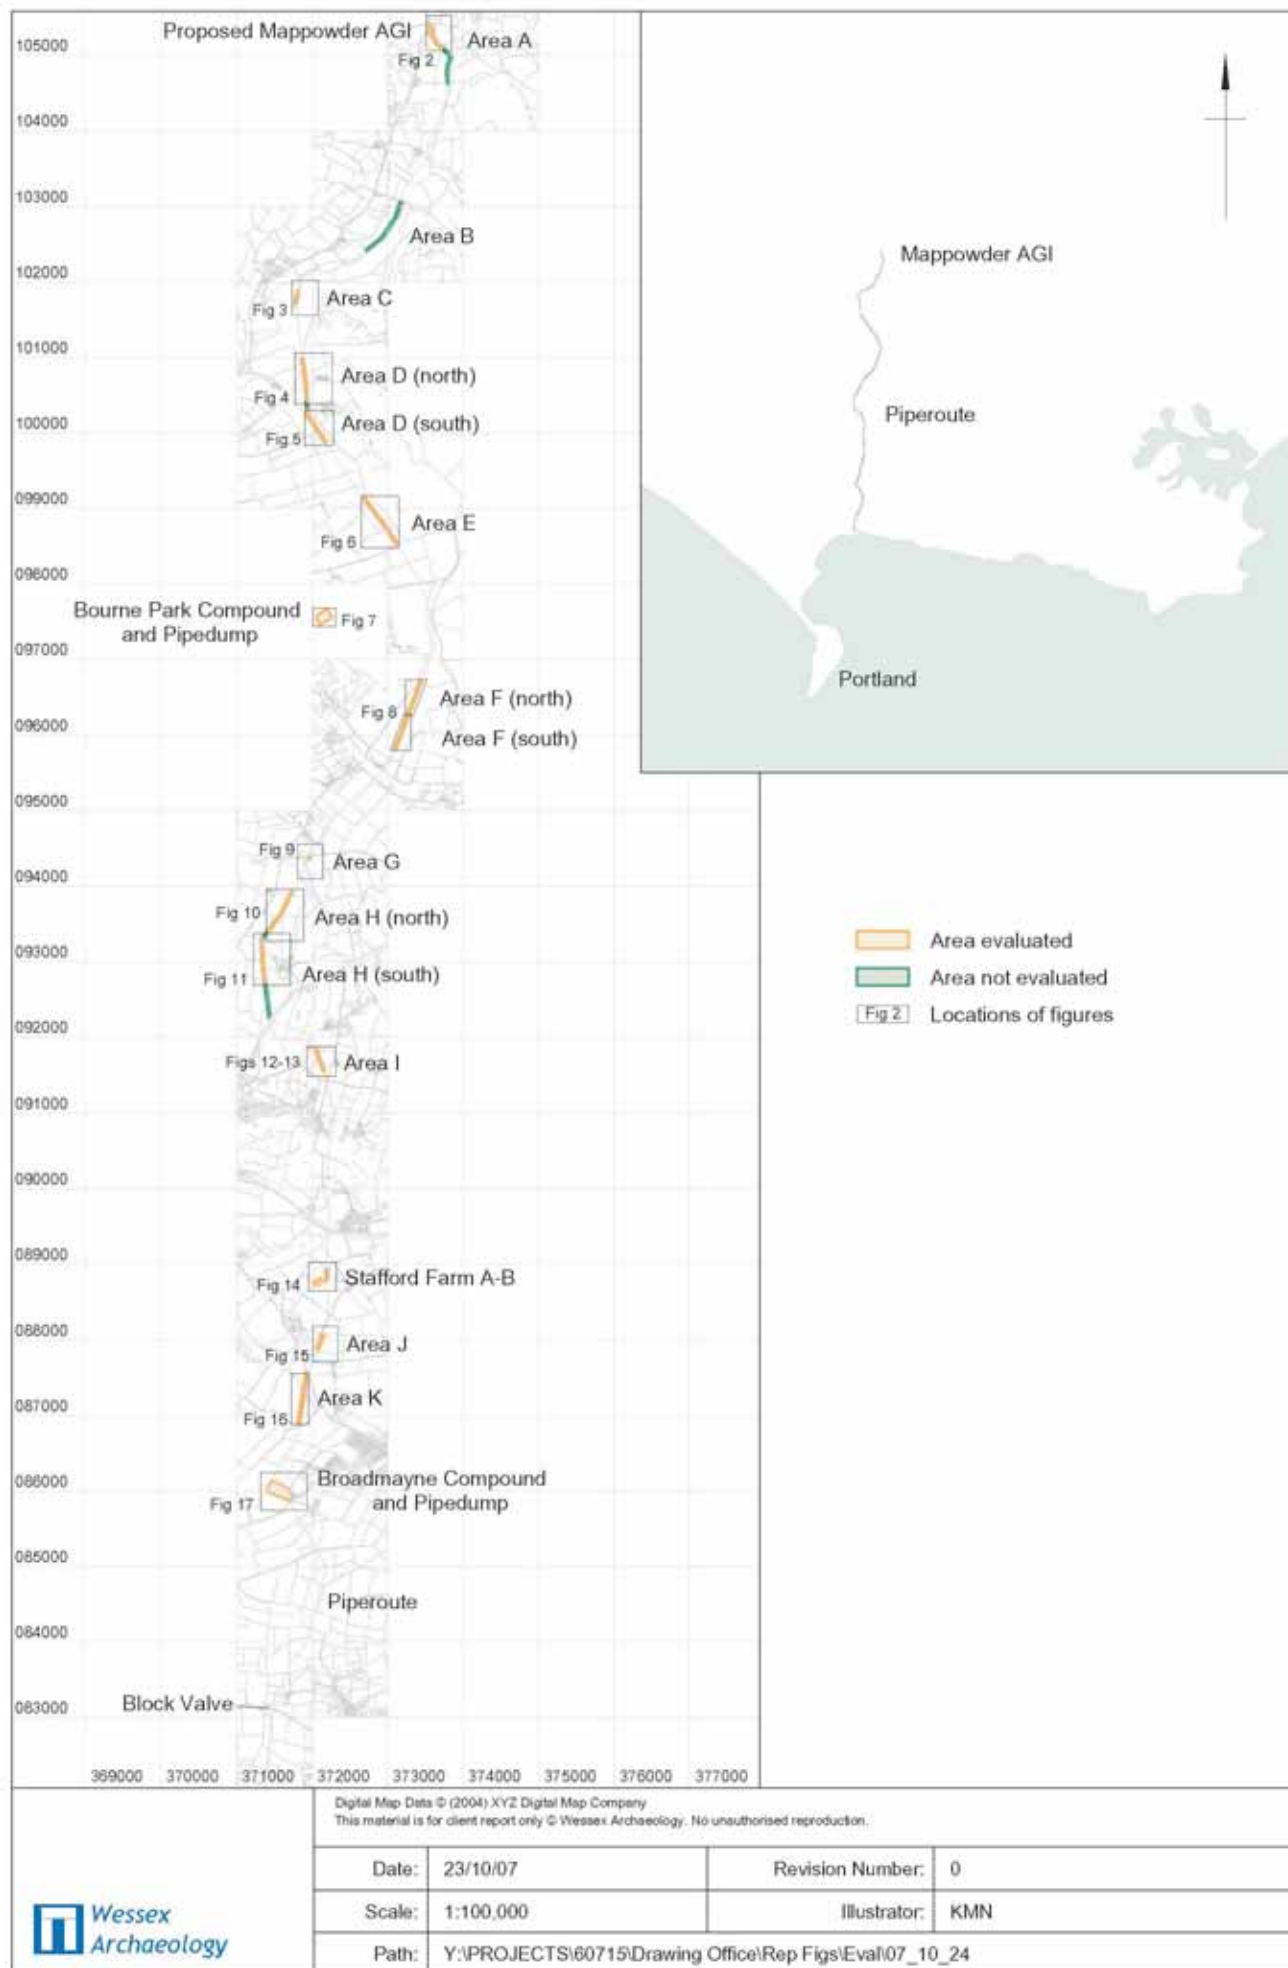 Proposed Mappowder AGI
Area A
105000
Fig 2
104000
103000
Area B
102000
Area C
Fig 3
101000
Area D (north)
Fig 4
100000
Area D (south)
Fig 5
099000
Area E
Fig 6
098000
Bourne Park Compound
and Pipedump
Fig 7
097000
Area F (north)
Fig 8
096000
Area F (south)
095000
Fig 9
Area G
094000
Fig 10
Area H (north)
093000
Area H (south)
Fig 11
092000
Figs 12-13
Area I
091000
090000
089000
Fig 14
Stafford Farm A-B
088000
Area J
Fig 15
087000
Area K
Fig 16
086000
Broadmayne Compound
and Pipedump
Fig 17
085000
Piperoute
084000
Block Valve
083000
369000 370000 371000 372000 373000 374000 375000 376000 377000
Mappowder AGI
Piperoute
Portland
Area evaluated
Area not evaluated
Fig 2 Locations of figures
Digital Map Data © (2004) XYZ Digital Map Company
This material is for client report only © Wessex Archaeology. No unauthorised reproduction.
Date: 23/10/07
Revision Number: 0
Scale: 1:100,000
Illustrator: KMN
Path: Y:\PROJECTS\60715\Drawing Office\Rep Figs\Eval\07_10_24
Wessex
Archaeology